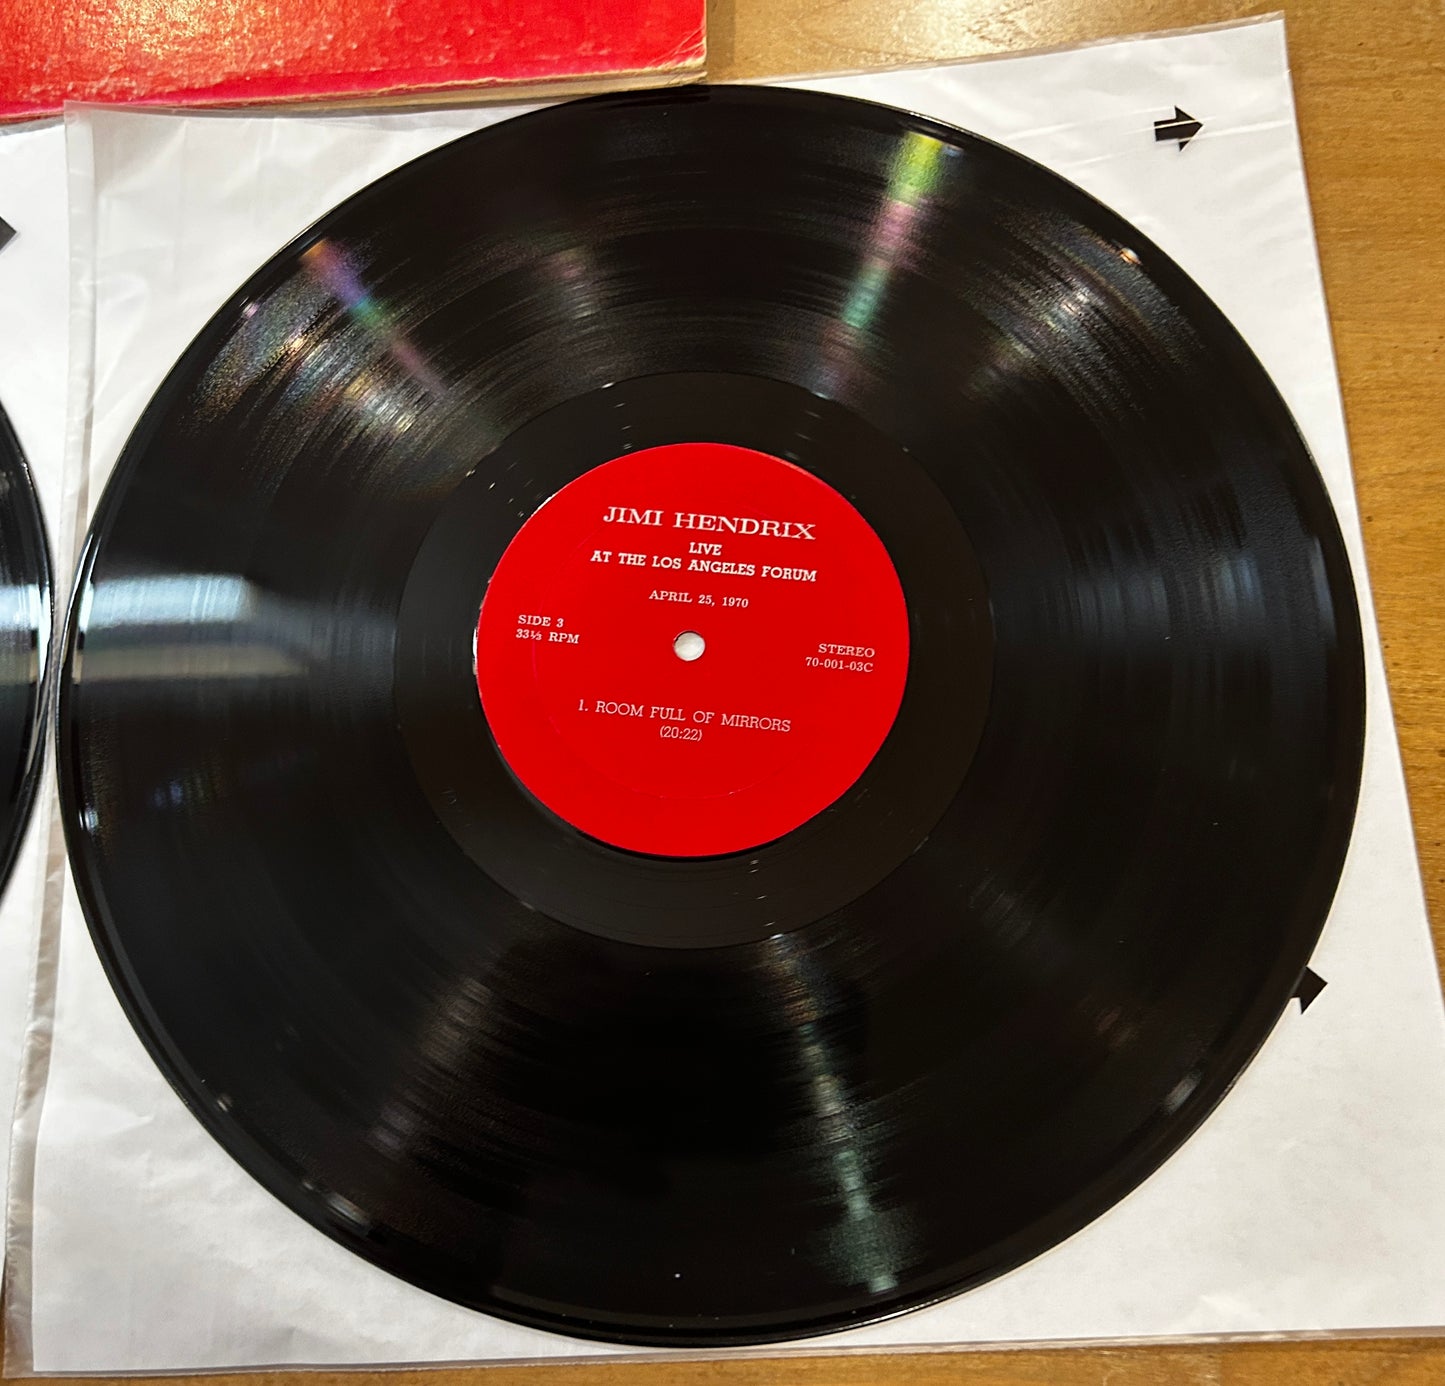 JIMI HENDRIX
LIVE
AT THE LOS ANGELES FORUM
APRIL 25, 1970
SIDE 3
33⅓ RPM
STEREO
70-001-03C
1. ROOM FULL OF MIRRORS
(20:22)